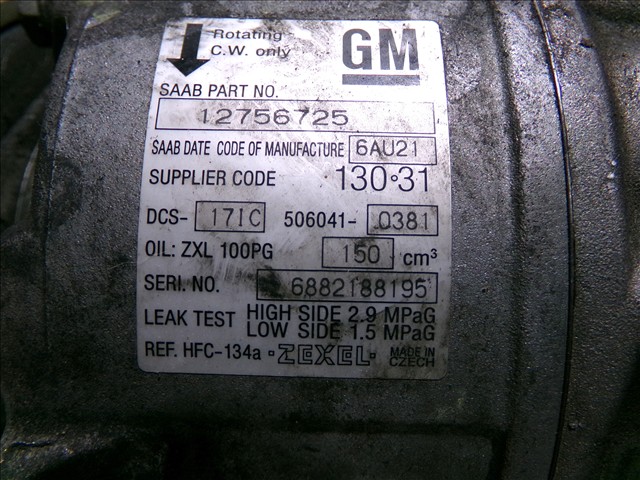 Rotating
C.W. only
GM
SAAB PART NO.
12756725
SAAB DATE CODE OF MANUFACTURE 6AU21
SUPPLIER CODE 130•31
DCS- 17IC 506041- 0381
OIL: ZXL 100PG 150 cm³
SERI. NO. 6882188195
LEAK TEST HIGH SIDE 2.9 MPaG
LOW SIDE 1.5 MPaG
REF. HFC-134a •ZEXEL• MADE IN
CZECH